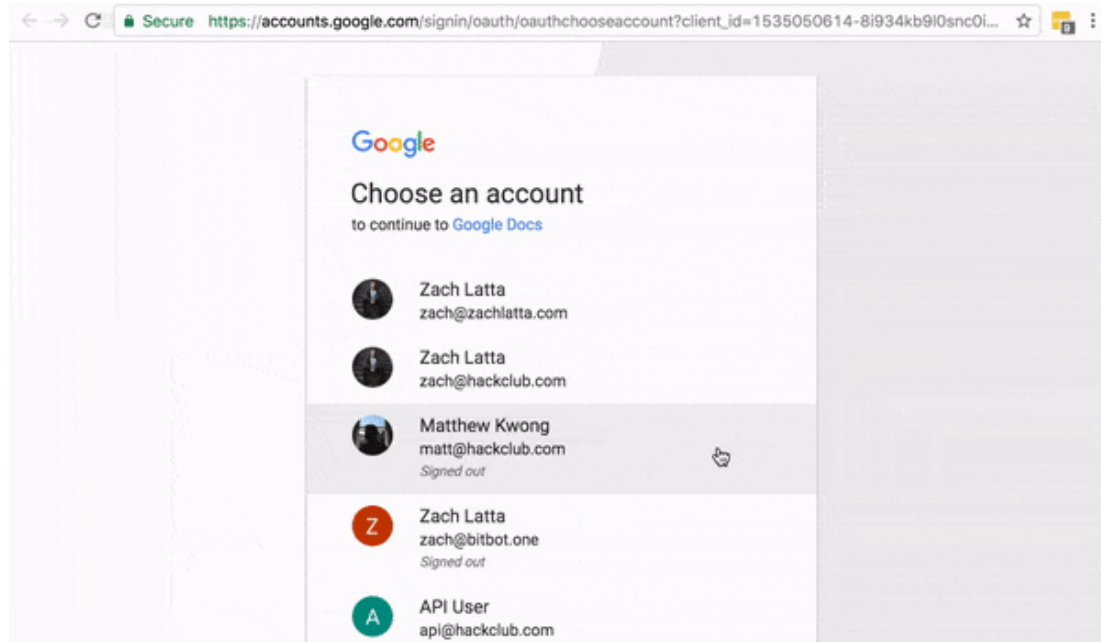 Secure https://accounts.google.com/signin/oauth/oauthchooseaccount?client_id=1535050614-8i934kb9l0snc0i...
Google
Choose an account
to continue to Google Docs
Zach Latta
zach@zachlatta.com
Zach Latta
zach@hackclub.com
Matthew Kwong
matt@hackclub.com
Signed out
Z
Zach Latta
zach@bitbot.one
Signed out
A
API User
api@hackclub.com